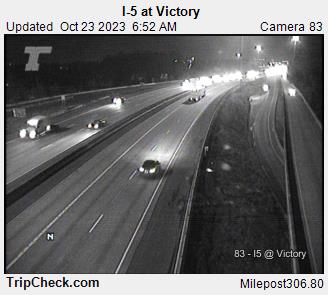 I-5 at Victory
Updated Oct 23 2023 6:52 AM Camera 83
T
N
83 - I5 @ Victory
TripCheck.com Milepost306.80